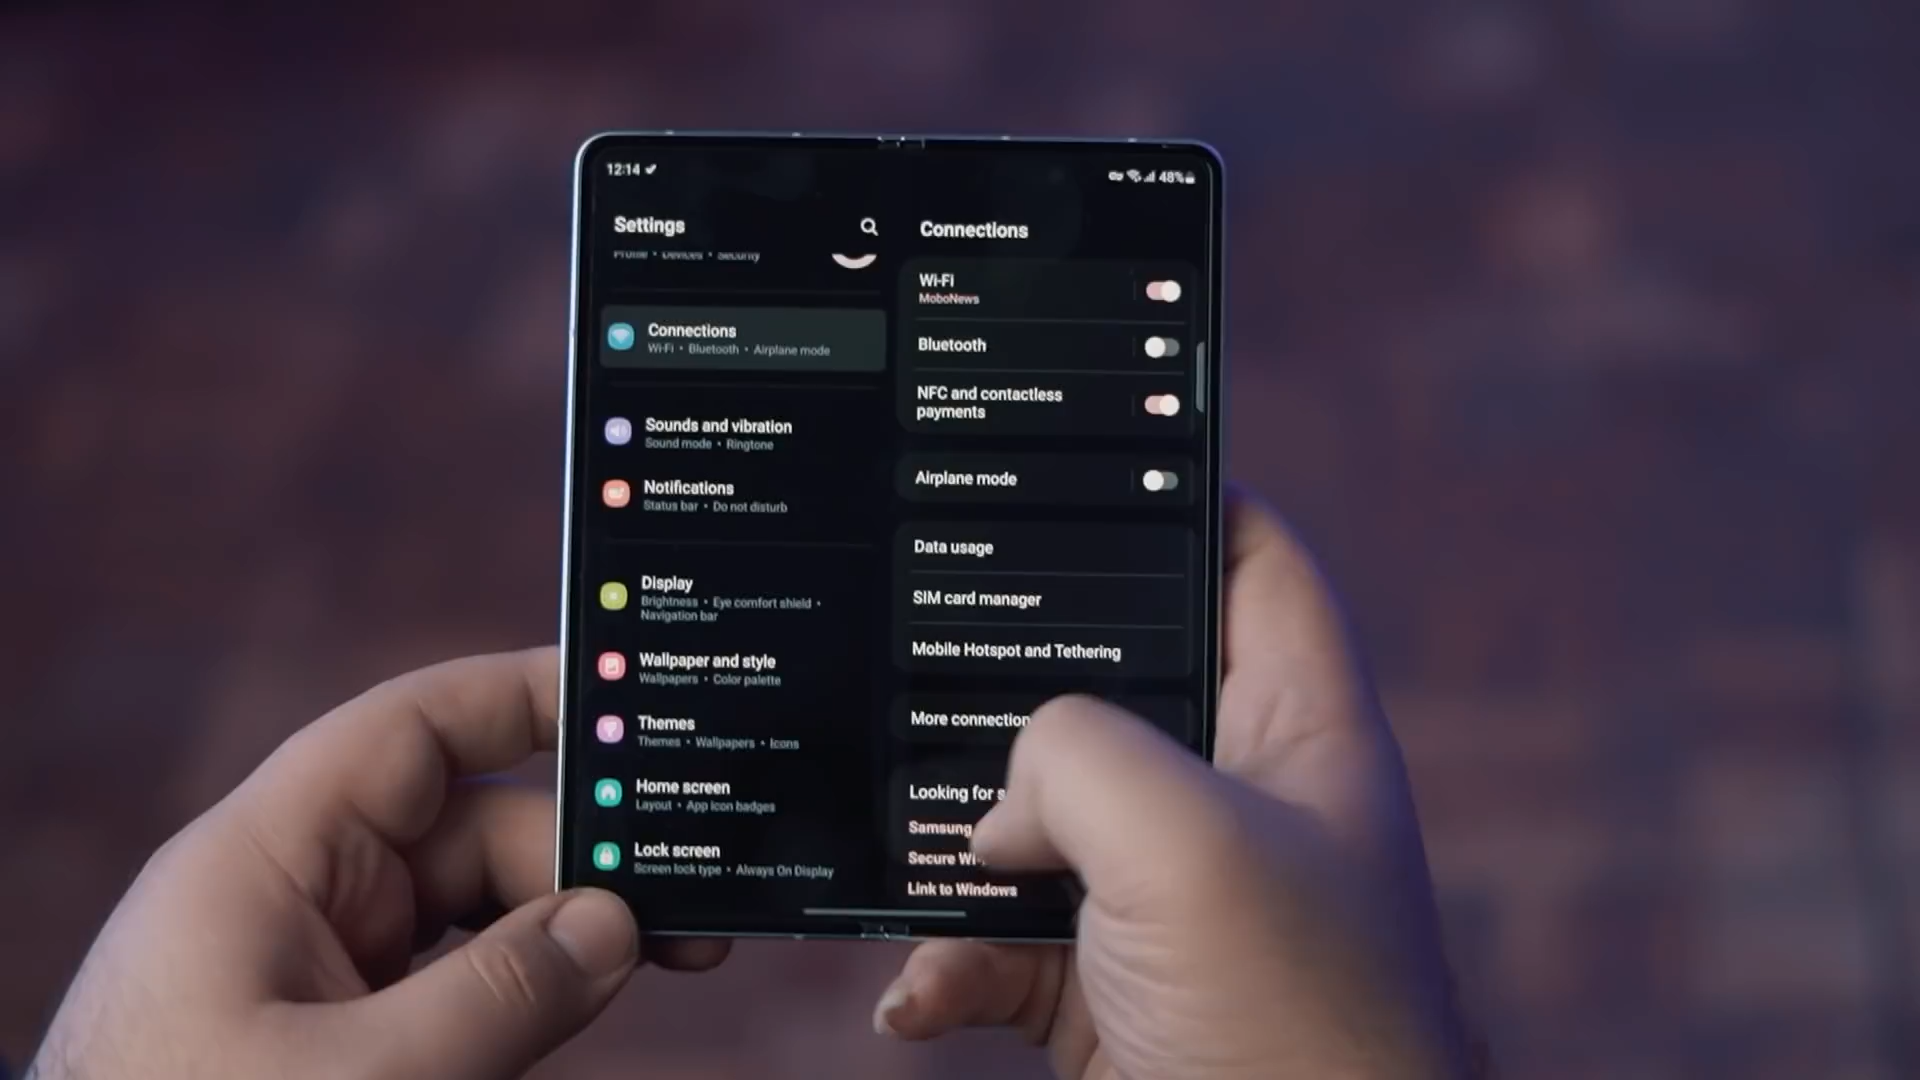 12:14
48%
Settings
Profile • Devices • Security
Connections
Wi-Fi • Bluetooth • Airplane mode
Sounds and vibration
Sound mode • Ringtone
Notifications
Status bar • Do not disturb
Display
Brightness • Eye comfort shield •
Navigation bar
Wallpaper and style
Wallpapers • Color palette
Themes
Themes • Wallpapers • Icons
Home screen
Layout • App icon badges
Lock screen
Screen lock type • Always On Display
Connections
Wi-Fi
MoboNews
Bluetooth
NFC and contactless
payments
Airplane mode
Data usage
SIM card manager
Mobile Hotspot and Tethering
More connection
Looking for
Samsung
Secure
Link to Windows